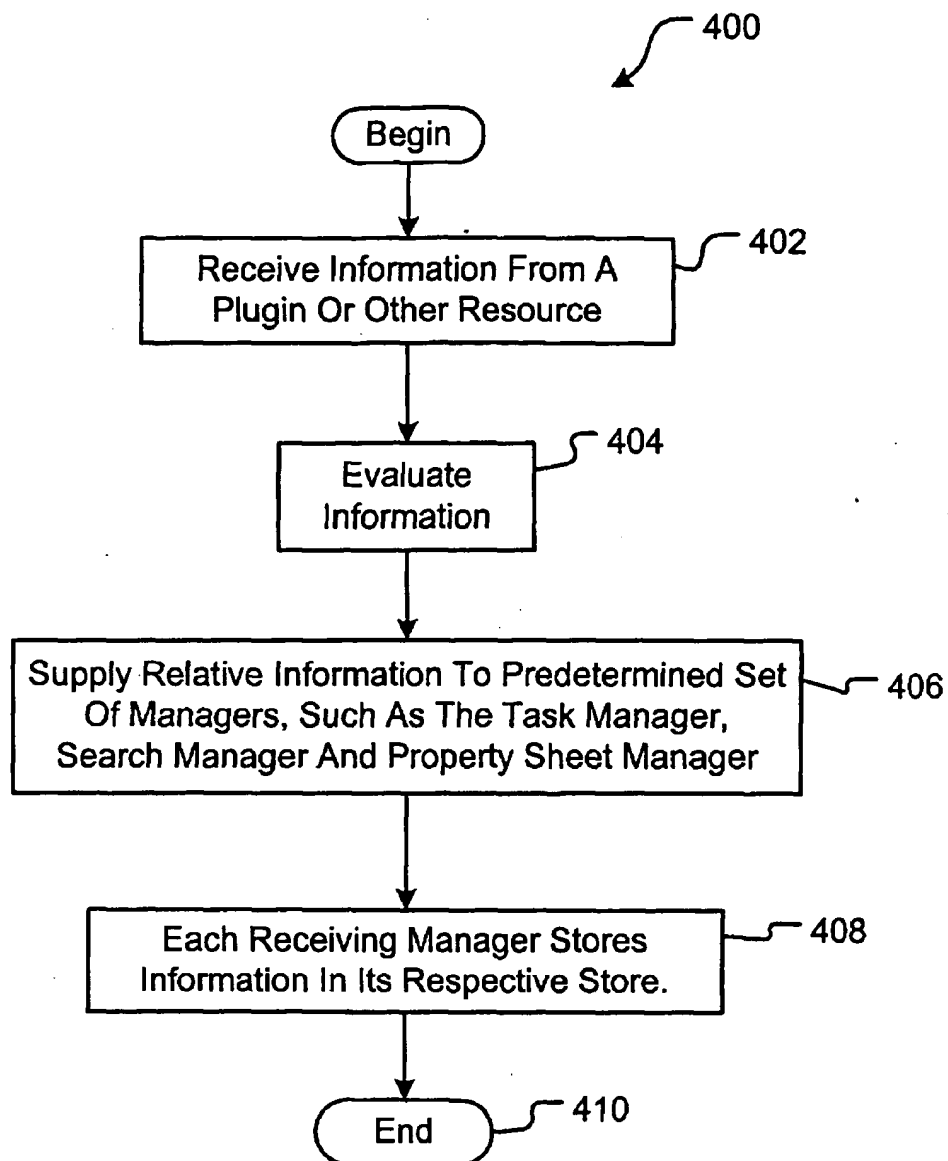 400
Begin
402
Receive Information From A
Plugin Or Other Resource
404
Evaluate
Information
406
Supply Relative Information To Predetermined Set
Of Managers, Such As The Task Manager,
Search Manager And Property Sheet Manager
408
Each Receiving Manager Stores
Information In Its Respective Store.
End
410